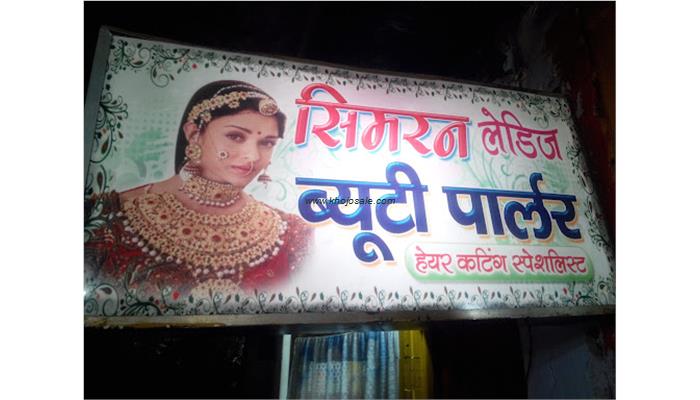 सिमरन लेडिज
ब्यूटी पार्लर
www.khojosale.com
हेयर कटिंग स्पेशलिस्ट